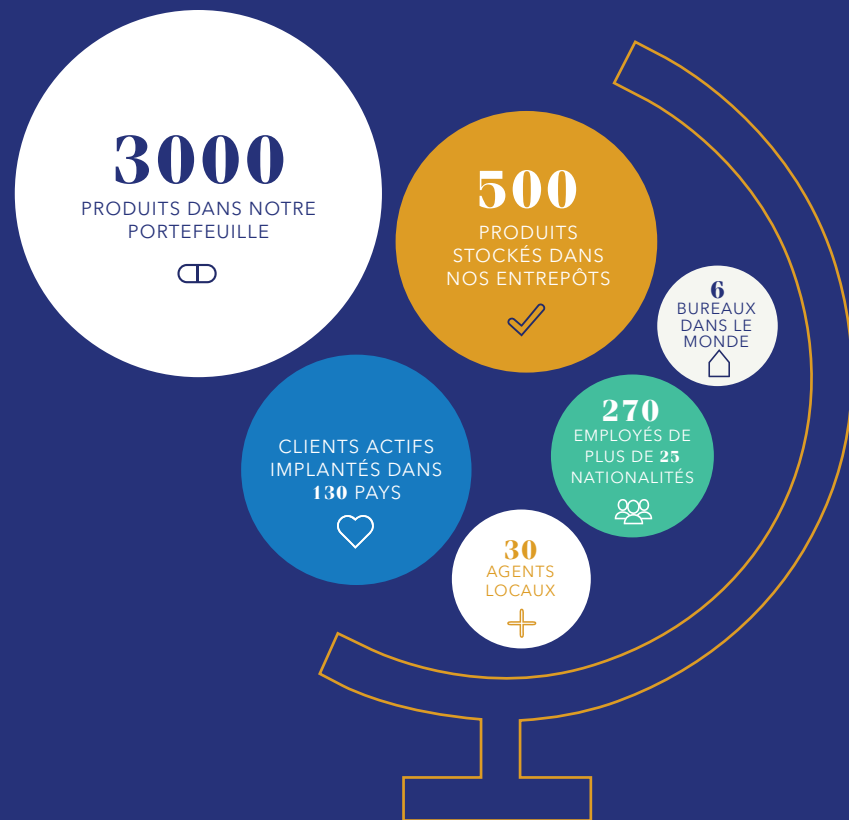 3000
PRODUITS DANS NOTRE
PORTEFEUILLE
500
PRODUITS
STOCKÉS DANS
NOS ENTREPÔTS
6
BUREAUX
DANS LE
MONDE
CLIENTS ACTIFS
IMPLANTÉS DANS
130 PAYS
270
EMPLOYÉS DE
PLUS DE 25
NATIONALITÉS
30
AGENTS
LOCAUX